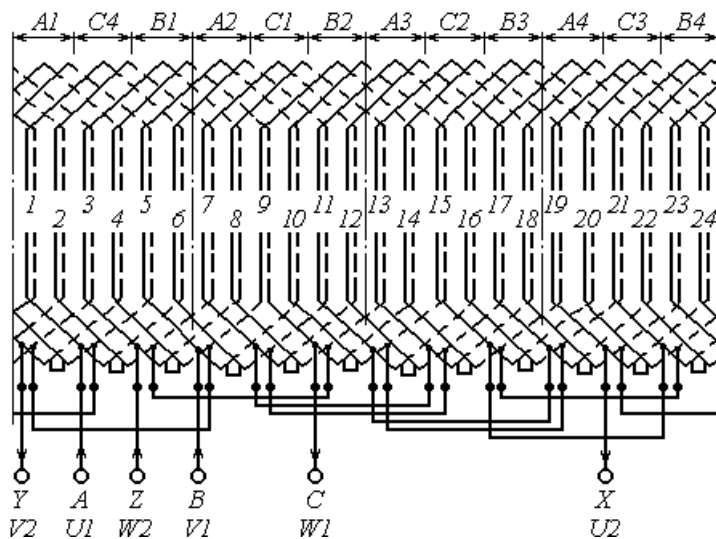 A1 C4 B1 A2 C1 B2 A3 C2 B3 A4 C3 B4
1 3 5 7 9 11 13 15 17 19 21 23
2 4 6 8 10 12 14 16 18 20 22 24
Y A Z B C X
V2 U1 W2 V1 W1 U2